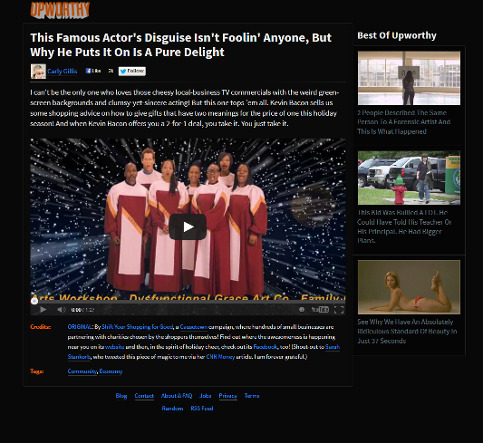 UPWORTHY
This Famous Actor's Disguise Isn't Foolin' Anyone, But
Why He Puts It On Is A Pure Delight
Carly Gillis
Like
2k
Follow
I can't be the only one who loves those cheesy local-business TV commercials with the weird green-
screen backgrounds and clumsy yet sincere acting! But this one tops 'em all. Kevin Bacon sells us
some shopping advice on how to give gifts that have two meanings for the price of one this holiday
season! And when Kevin Bacon offers you a 2 for 1 deal, you take it. You just take it.
Arts Workshop Dysfunctional Grace Art Co. Family
0:00
Credits:
ORIGINAL: By Shift Your Shopping for Good, a Causetown campaign, where hundreds of small businesses are
partnering with charities chosen by the shoppers themselves! Find out where the awesomeness is happening
near you on its website and then, in the spirit of holiday cheer, check out its Facebook, too! (Shout-out to Sarah
who tweeted this piece of magic to me via her CNN Money article. I am forever grateful.)
Tags:
Community, Economy
Blog Contact About & FAQ Jobs Privacy Terms
Random RSS Feed
Best Of Upworthy
2 People Described The Same
Person To A Forensic Artist And
This Is What Happened
This Kid Was Bullied A LOT. He
Could Have Told His Teacher Or
His Principal. He Had Bigger
Plans.
See Why We Have An Absolutely
Ridiculous Standard Of Beauty In
Just 37 Seconds